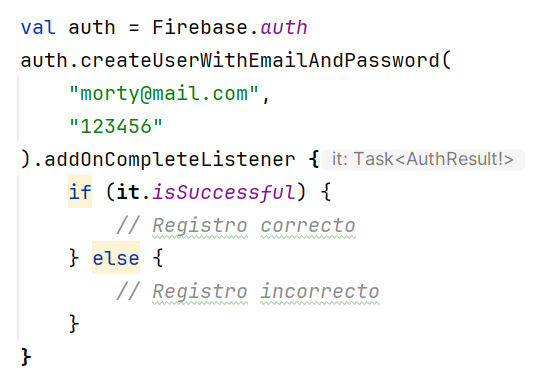 val auth = Firebase.auth
auth.createUserWithEmailAndPassword(
    "morty@mail.com",
    "123456"
).addOnCompleteListener { it: Task<AuthResult!>
    if (it.isSuccessful) {
        // Registro correcto
    } else {
        // Registro incorrecto
    }
}